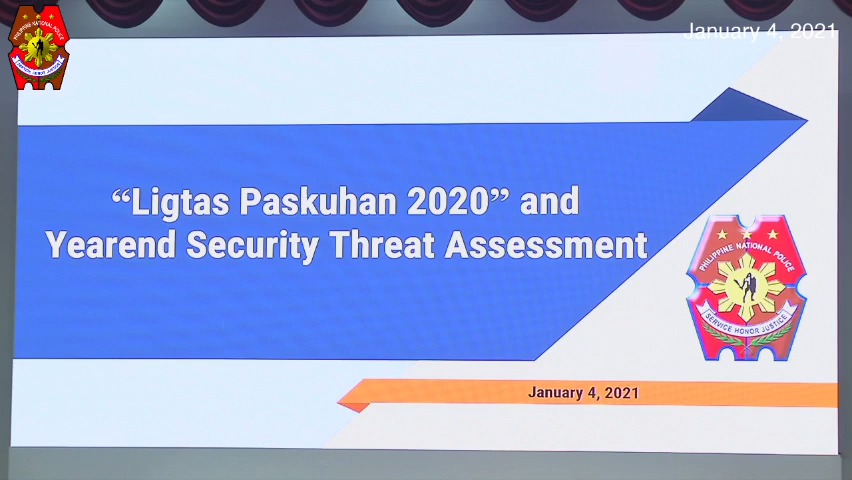 January 4, 2021
“Ligtas Paskuhan 2020” and
Yearend Security Threat Assessment
PHILIPPINE NATIONAL POLICE
SERVICE HONOR JUSTICE
January 4, 2021